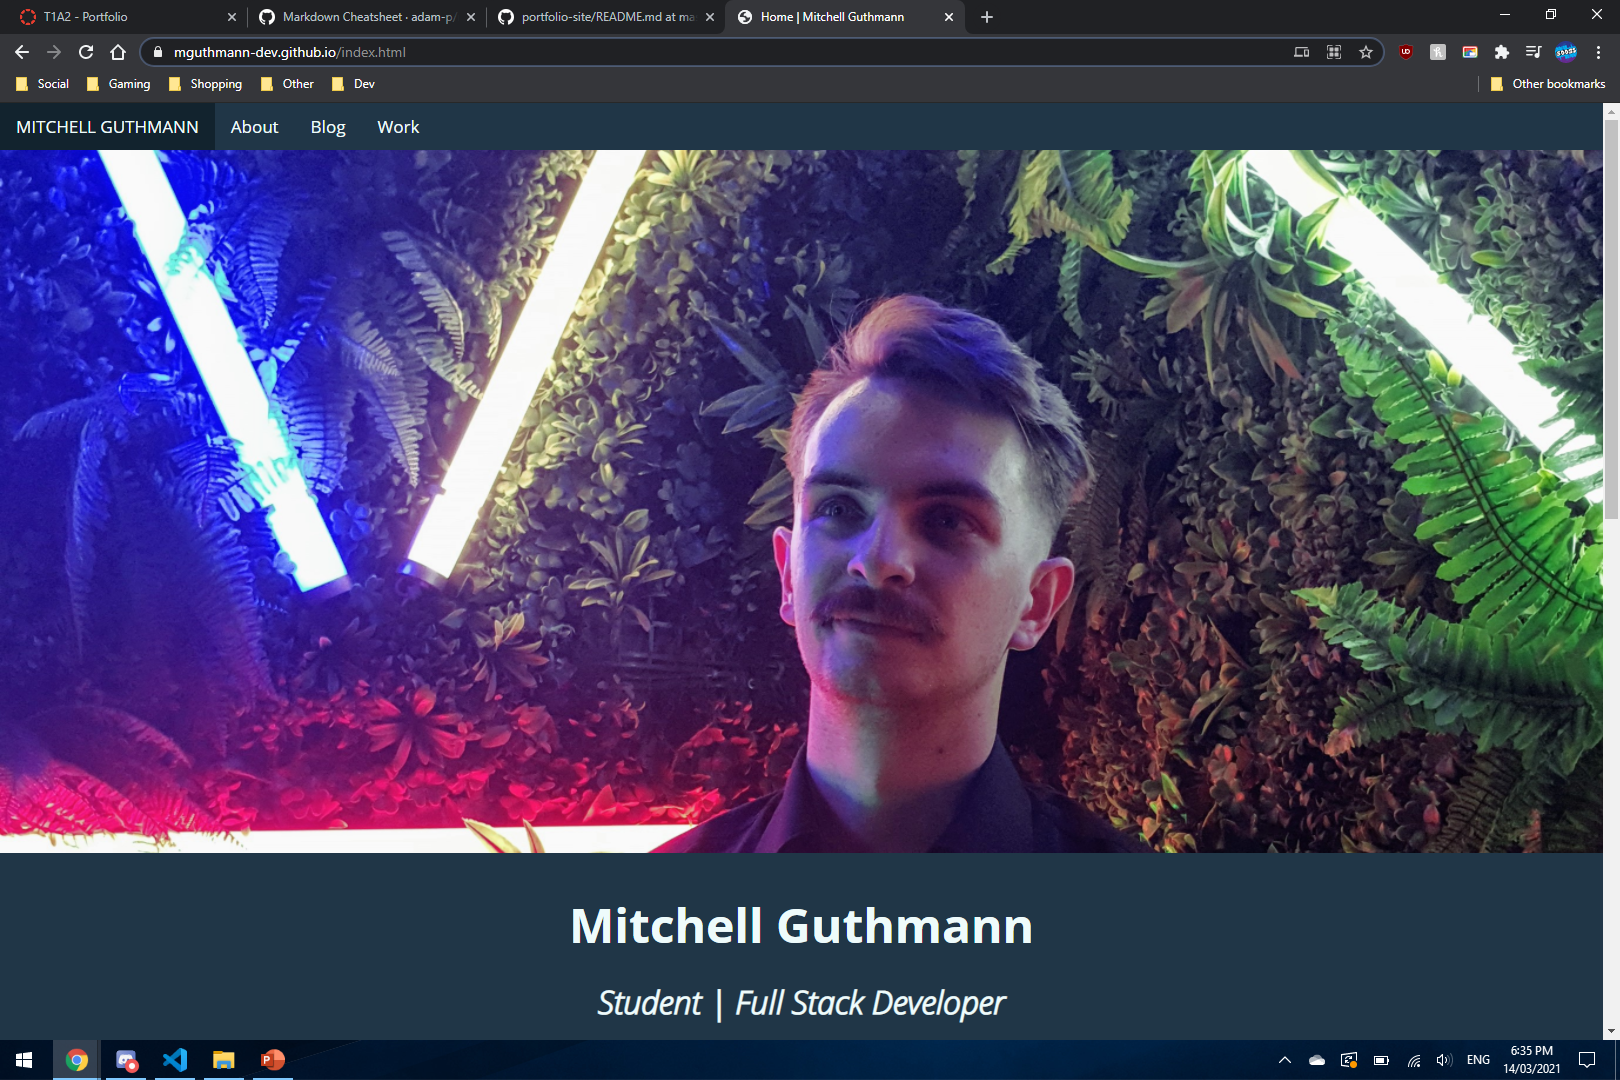 T1A2 - Portfolio
Markdown Cheatsheet · adam-p/
portfolio-site/README.md at ma
Home | Mitchell Guthmann
mguthmann-dev.github.io/index.html
Social
Gaming
Shopping
Other
Dev
Other bookmarks
MITCHELL GUTHMANN
About
Blog
Work
Mitchell Guthmann
Student | Full Stack Developer
ENG
6:35 PM
14/03/2021